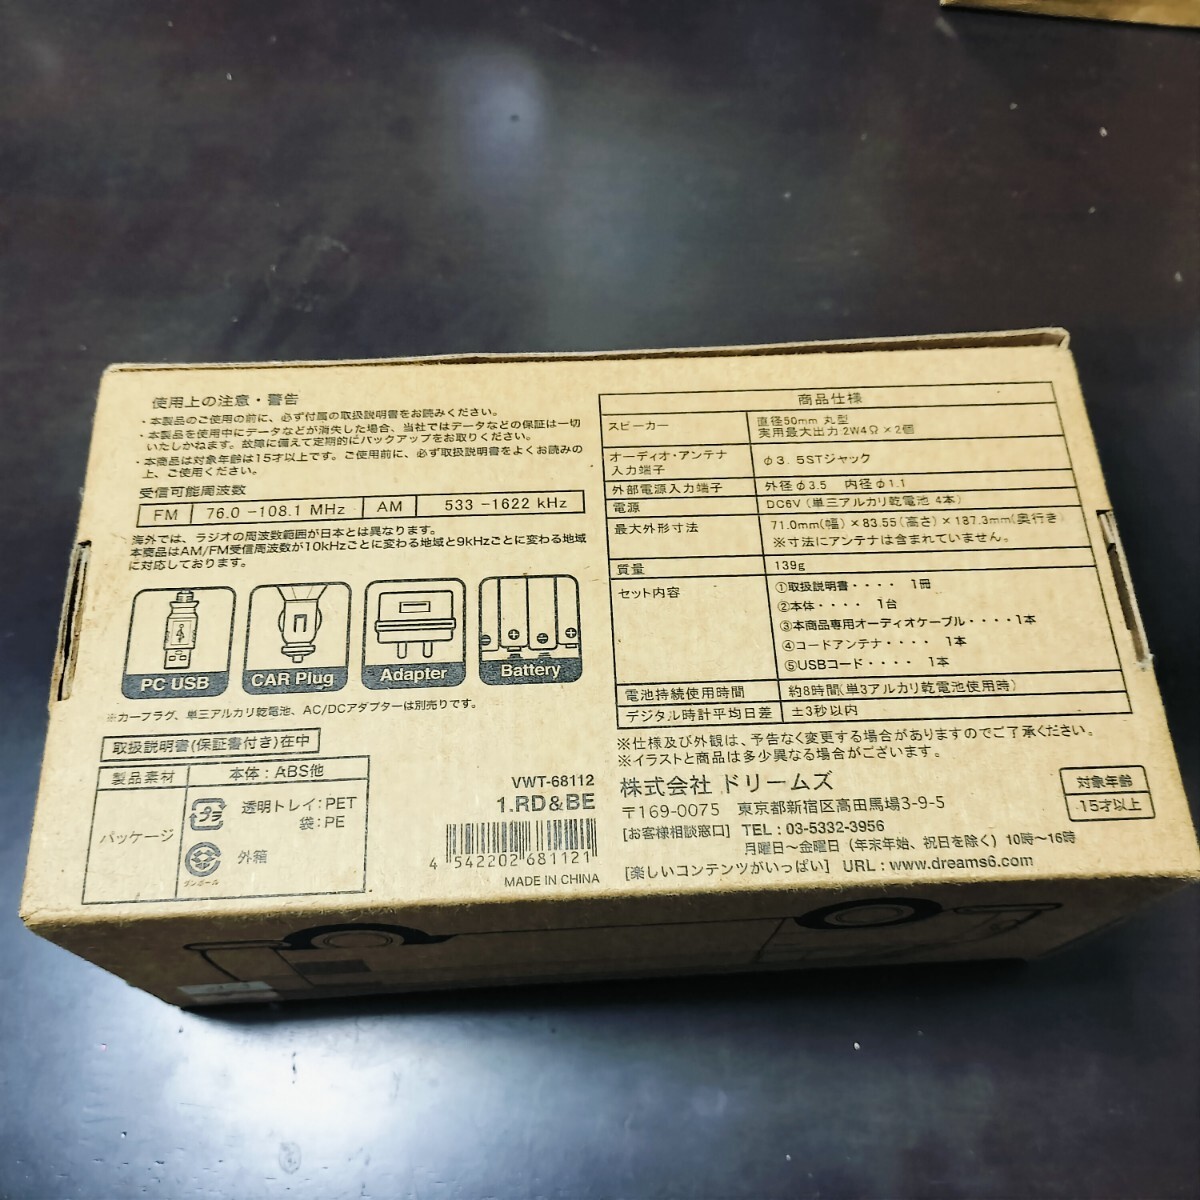 使用上の注意・警告
・本製品のご使用の前に、必ず付属の取扱説明書をお読みください。
・本製品を使用中にデータなどが消失した場合、当社ではデータなどの保証は一切
いたしかねます。故障に備えて定期的にバックアップをお取りください。
・本商品は対象年齢は15才以上です。ご使用前に、必ず取扱説明書をよくお読みの
上、ご使用ください。
受信可能周波数
FM 76.0 -108.1 MHz AM 533 -1622 kHz
海外では、ラジオの周波数範囲が日本とは異なります。
本商品はAM/FM受信周波数が10kHzごとに変わる地域と9kHzごとに変わる地域
に対応しております。
PC USB CAR Plug Adapter Battery
※カープラグ、単三アルカリ乾電池、AC/DCアダプターは別売りです。
取扱説明書(保証書付き)在中
製品素材 本体：ABS他
パッケージ
プラ 透明トレイ：PET
袋：PE
ダンボール 外箱
VWT-68112
1.RD&BE
4 542202 681121
MADE IN CHINA
商品仕様
スピーカー 直径50mm 丸型
実用最大出力 2W4Ω×2個
オーディオ・アンテナ
入力端子 φ3.5STジャック
外部電源入力端子 外径φ3.5 内径φ1.1
電源 DC6V (単三アルカリ乾電池 4本)
最大外形寸法 71.0mm(幅)×83.55(高さ)×187.3mm(奥行き)
※寸法にアンテナは含まれていません。
質量 139g
セット内容 ①取扱説明書・・・・ 1冊
②本体・・・・ 1台
③本商品専用オーディオケーブル・・・・1本
④コードアンテナ・・・・ 1本
⑤USBコード・・・・ 1本
電池持続使用時間 約8時間(単3アルカリ乾電池使用時)
デジタル時計平均日差 ±3秒以内
※仕様及び外観は、予告なく変更する場合がありますのでご了承ください。
※イラストと商品は多少異なる場合がございます。
株式会社 ドリームズ
〒169-0075 東京都新宿区高田馬場3-9-5
[お客様相談窓口] TEL：03-5332-3956
月曜日〜金曜日（年末年始、祝日を除く）10時〜16時
[楽しいコンテンツがいっぱい] URL：www.dreams6.com
対象年齢
15才以上